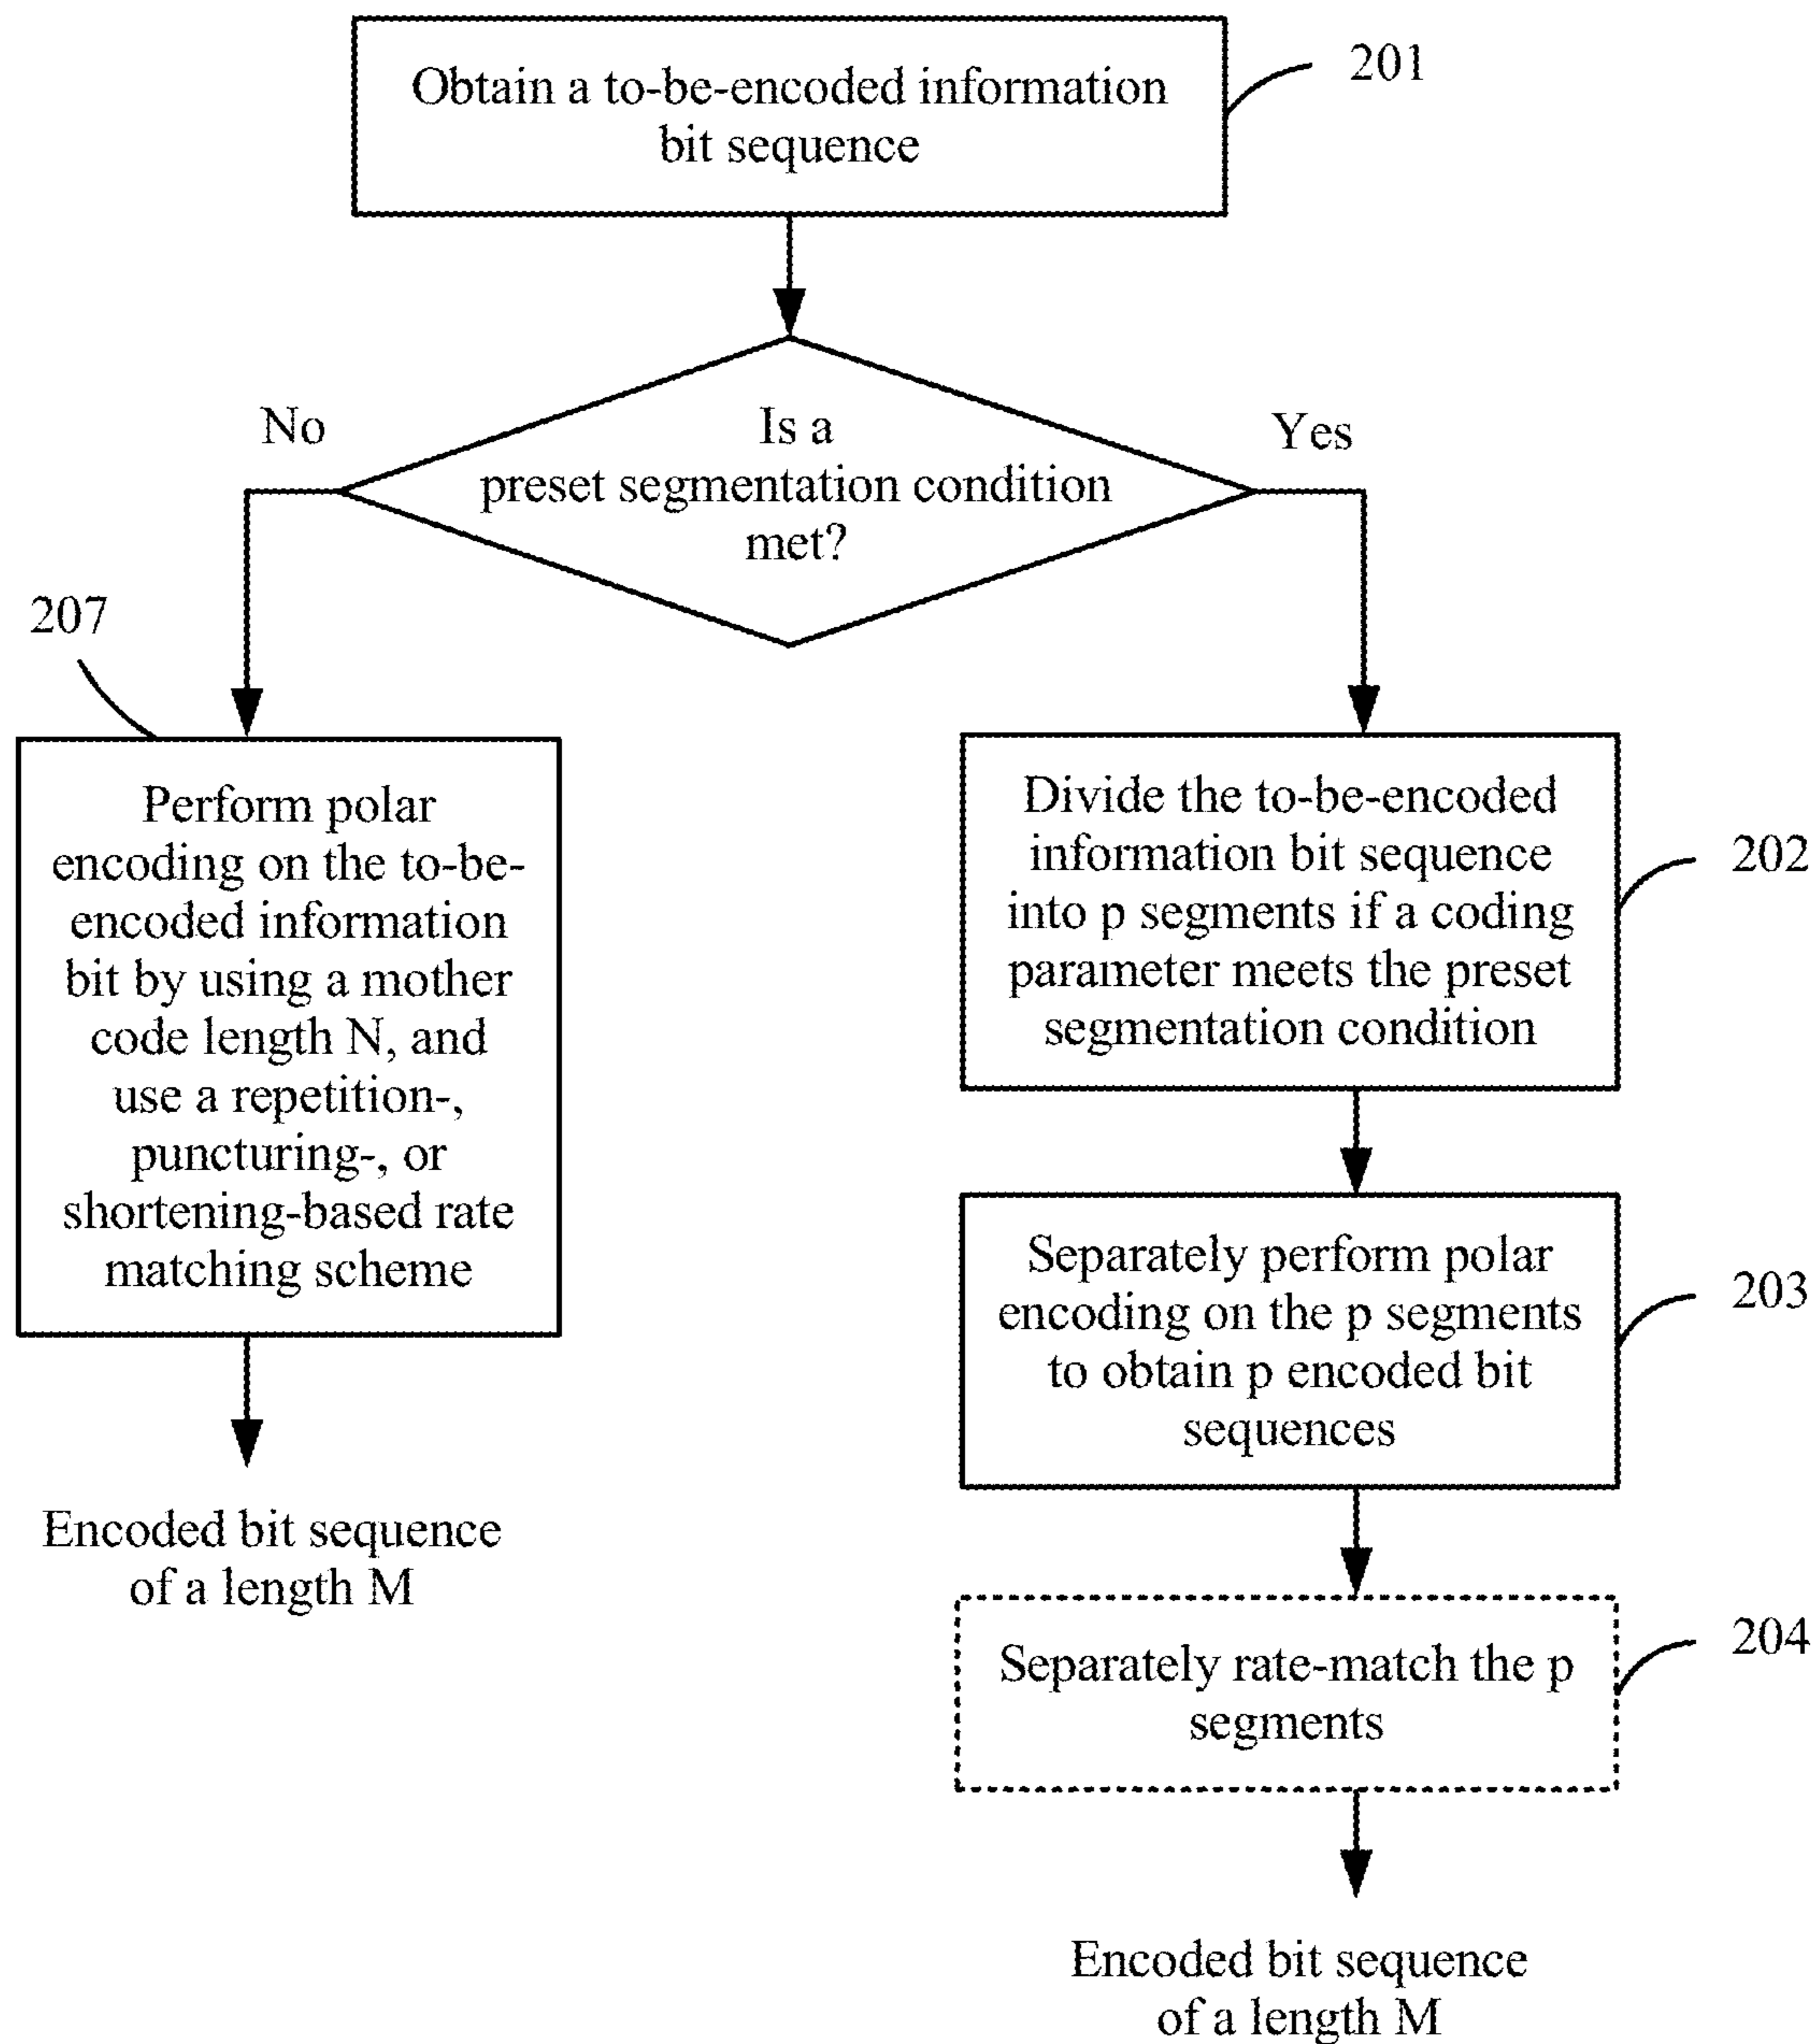 Obtain a to-be-encoded information
bit sequence
201
No
Is a
preset segmentation condition
met?
Yes
207
Perform polar
encoding on the to-be-
encoded information
bit by using a mother
code length N, and
use a repetition-,
puncturing-, or
shortening-based rate
matching scheme
Encoded bit sequence
of a length M
Divide the to-be-encoded
information bit sequence
into p segments if a coding
parameter meets the preset
segmentation condition
202
Separately perform polar
encoding on the p segments
to obtain p encoded bit
sequences
203
Separately rate-match the p
segments
204
Encoded bit sequence
of a length M